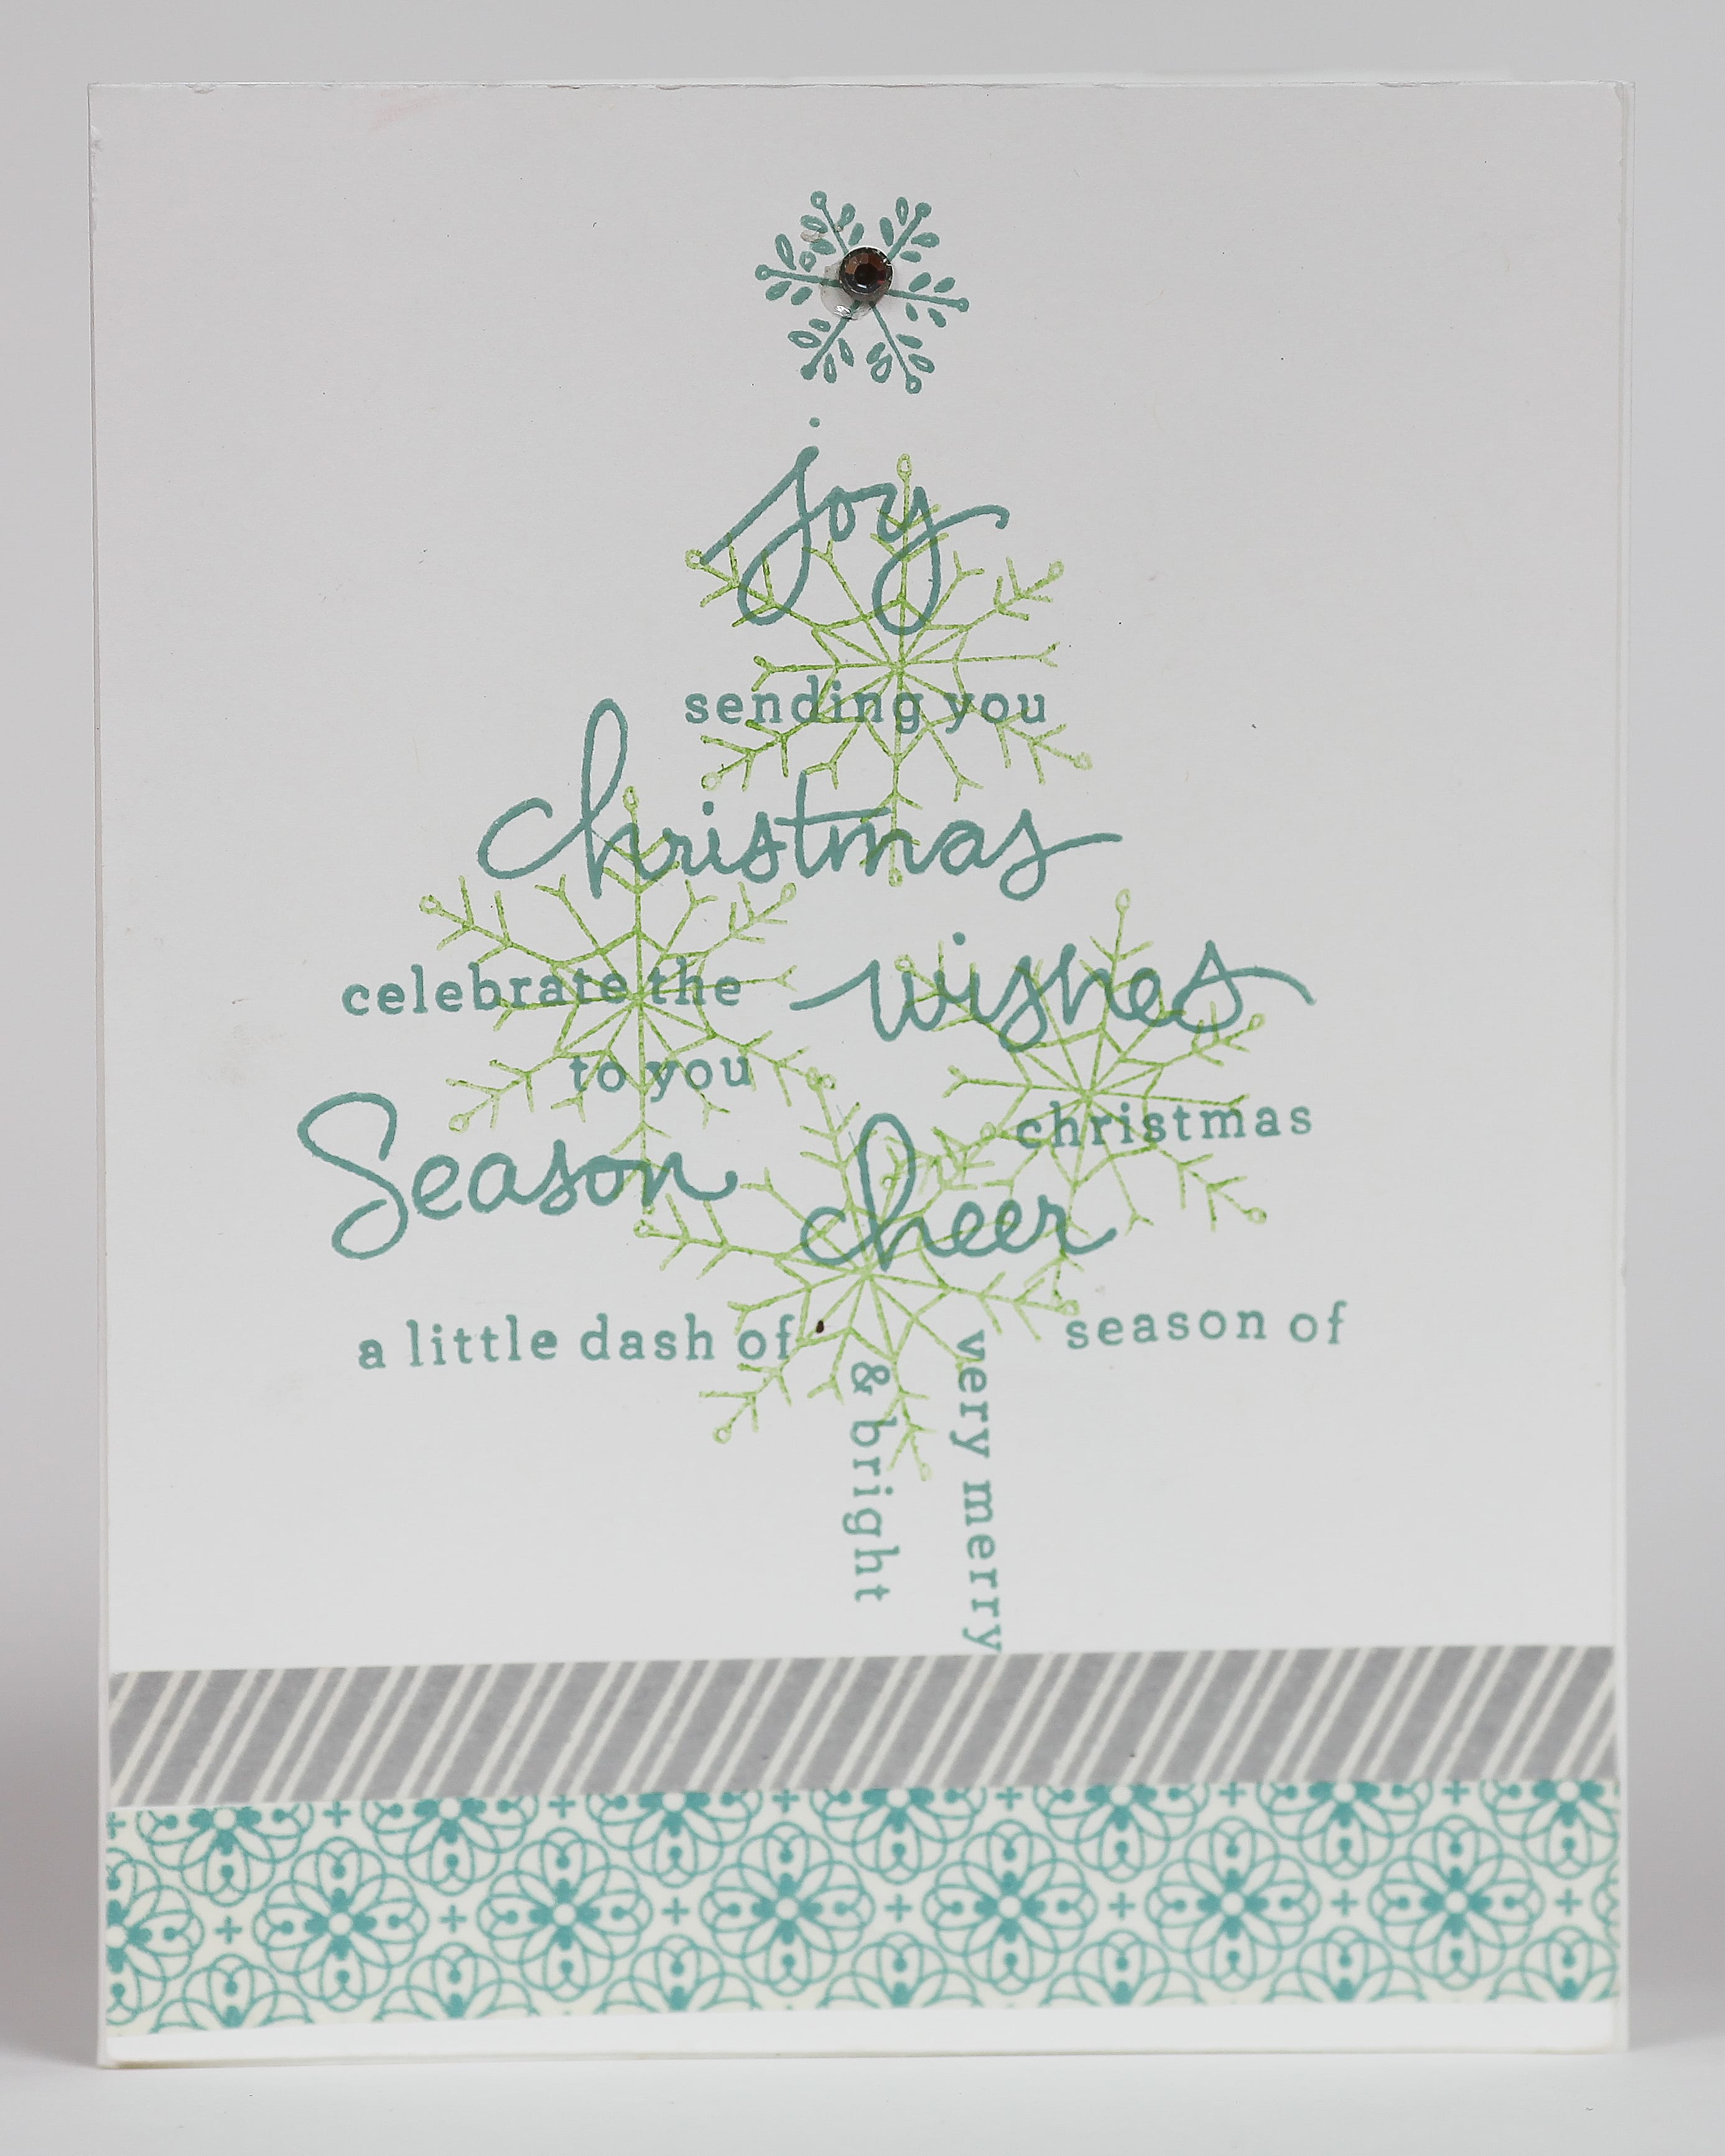 joy
sending you
christmas
celebrate the
wishes
to you
christmas
Season
cheer
a little dash of
season of
& bright
very merry